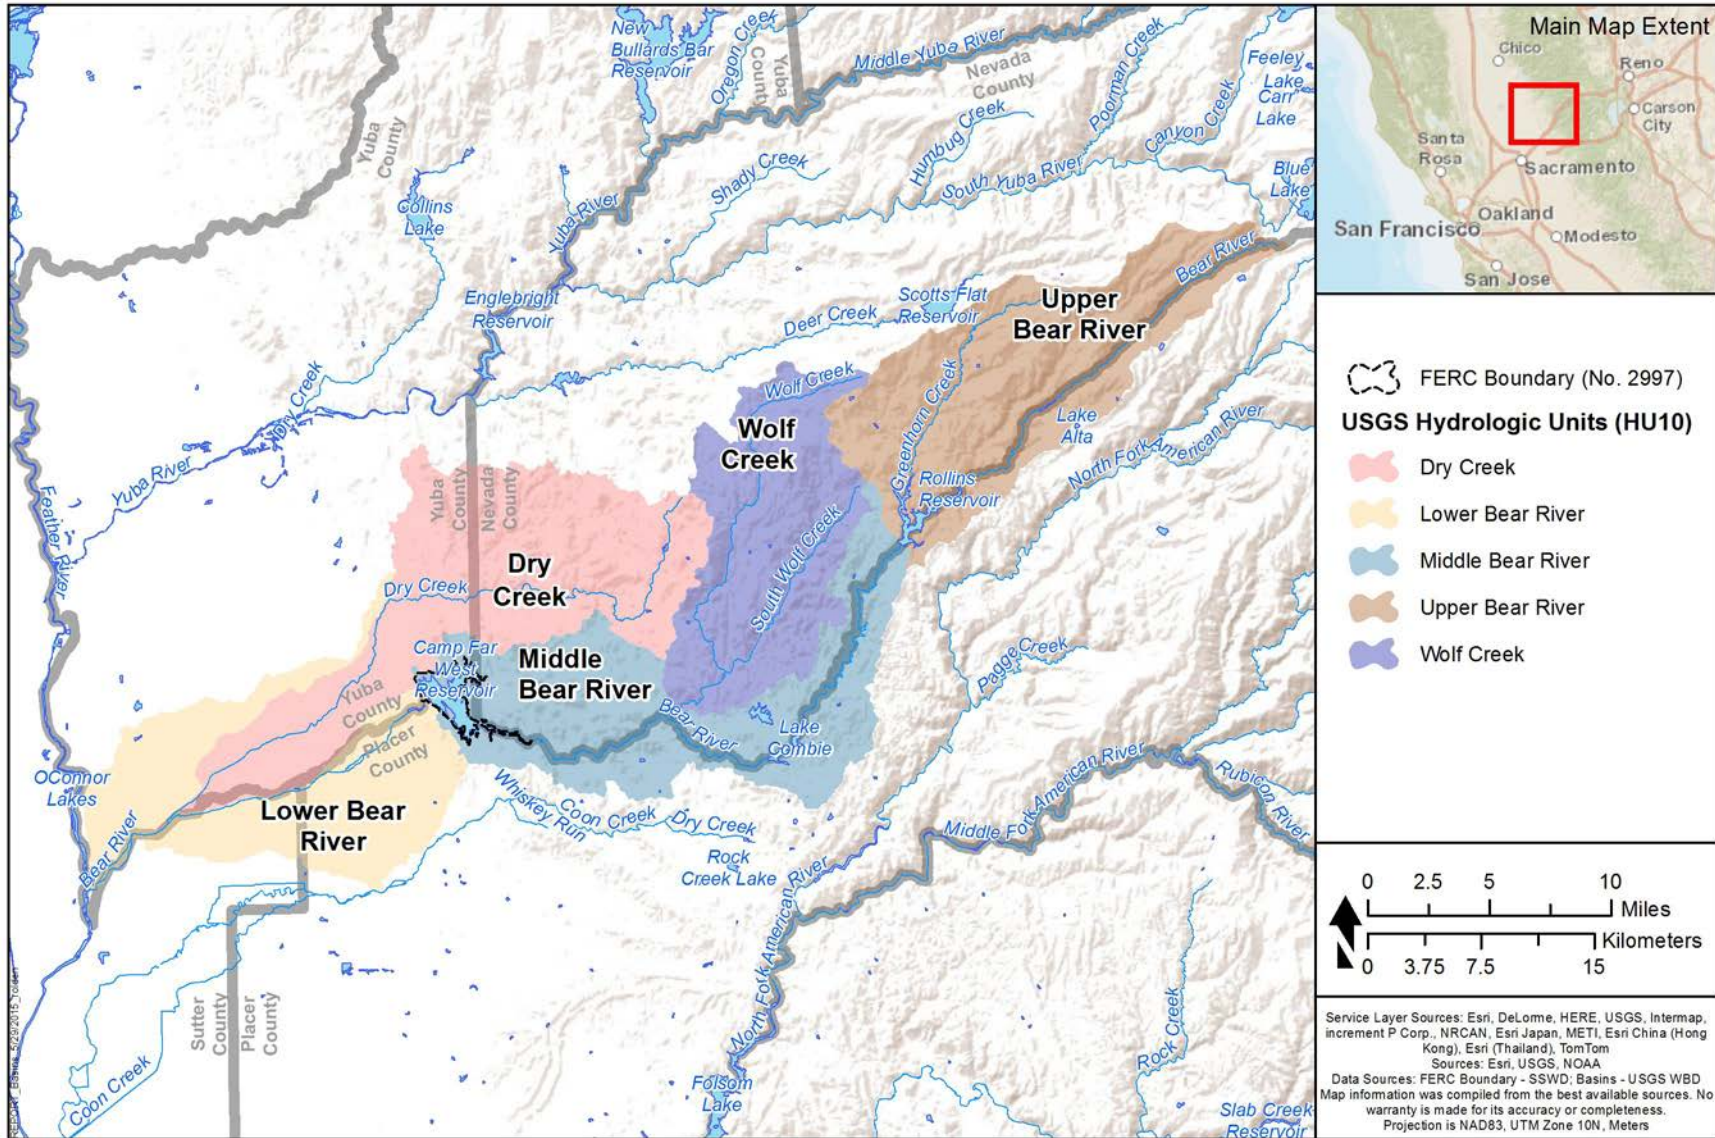 New
Bullards Bar
Reservoir
Oregon Creek
Yuba
County
Middle Yuba River
Nevada
County
Poorman Creek
Feeley
Lake
Carr
Lake
Canyon Creek
Humbug Creek
Yuba
County
Shady Creek
South Yuba River
Blue
Lake
Collins
Lake
Yuba River
Bear River
Englebright
Reservoir
Scotts Flat
Reservoir
Upper
Bear River
Deer Creek
Wolf Creek
Greenhorn Creek
Dry Creek
Wolf
Creek
Lake
Alta
North Fork American River
Yuba River
Feather River
Yuba
County
Nevada
County
Rollins
Reservoir
South Wolf Creek
Dry
Creek
Dry Creek
Camp Far
West
Reservoir
Middle
Bear River
Pagge Creek
Yuba
County
Placer
County
Bear River
Lake
Combie
OConnor
Lakes
Bear River
Lower Bear
River
Whiskey Run
Coon Creek
Dry Creek
Rock
Creek Lake
Middle Fork American River
Rubicon River
North Fork American River
Sutter
County
Placer
County
Coon Creek
Rock Creek
Folsom
Lake
Slab Creek
Reservoir
Main Map Extent
Chico
Reno
Carson
City
Santa
Rosa
Sacramento
San Francisco
Oakland
Modesto
San Jose
FERC Boundary (No. 2997)
USGS Hydrologic Units (HU10)
Dry Creek
Lower Bear River
Middle Bear River
Upper Bear River
Wolf Creek
0 2.5 5 10
Miles
Kilometers
0 3.75 7.5 15
N
Service Layer Sources: Esri, DeLorme, HERE, USGS, Intermap,
increment P Corp., NRCAN, Esri Japan, METI, Esri China (Hong
Kong), Esri (Thailand), TomTom
Sources: Esri, USGS, NOAA
Data Sources: FERC Boundary - SSWD; Basins - USGS WBD
Map information was compiled from the best available sources. No
warranty is made for its accuracy or completeness.
Projection is NAD83, UTM Zone 10N, Meters